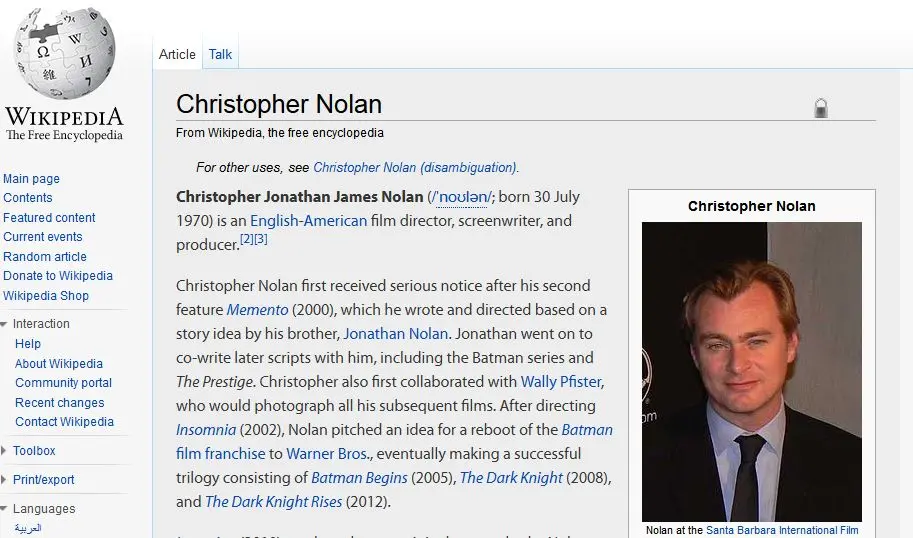 WIKIPEDIA
The Free Encyclopedia
Main page
Contents
Featured content
Current events
Random article
Donate to Wikipedia
Wikipedia Shop
Interaction
Help
About Wikipedia
Community portal
Recent changes
Contact Wikipedia
Toolbox
Print/export
Languages
العربية
Article
Talk
Christopher Nolan
From Wikipedia, the free encyclopedia
For other uses, see Christopher Nolan (disambiguation).
Christopher Jonathan James Nolan (/ˈnoʊlən/; born 30 July
1970) is an English-American film director, screenwriter, and
producer.[2][3]
Christopher Nolan first received serious notice after his second
feature Memento (2000), which he wrote and directed based on a
story idea by his brother, Jonathan Nolan. Jonathan went on to
co-write later scripts with him, including the Batman series and
The Prestige. Christopher also first collaborated with Wally Pfister,
who would photograph all his subsequent films. After directing
Insomnia (2002), Nolan pitched an idea for a reboot of the Batman
film franchise to Warner Bros., eventually making a successful
trilogy consisting of Batman Begins (2005), The Dark Knight (2008),
and The Dark Knight Rises (2012).
Christopher Nolan
om
Nolan at the Santa Barbara International Film